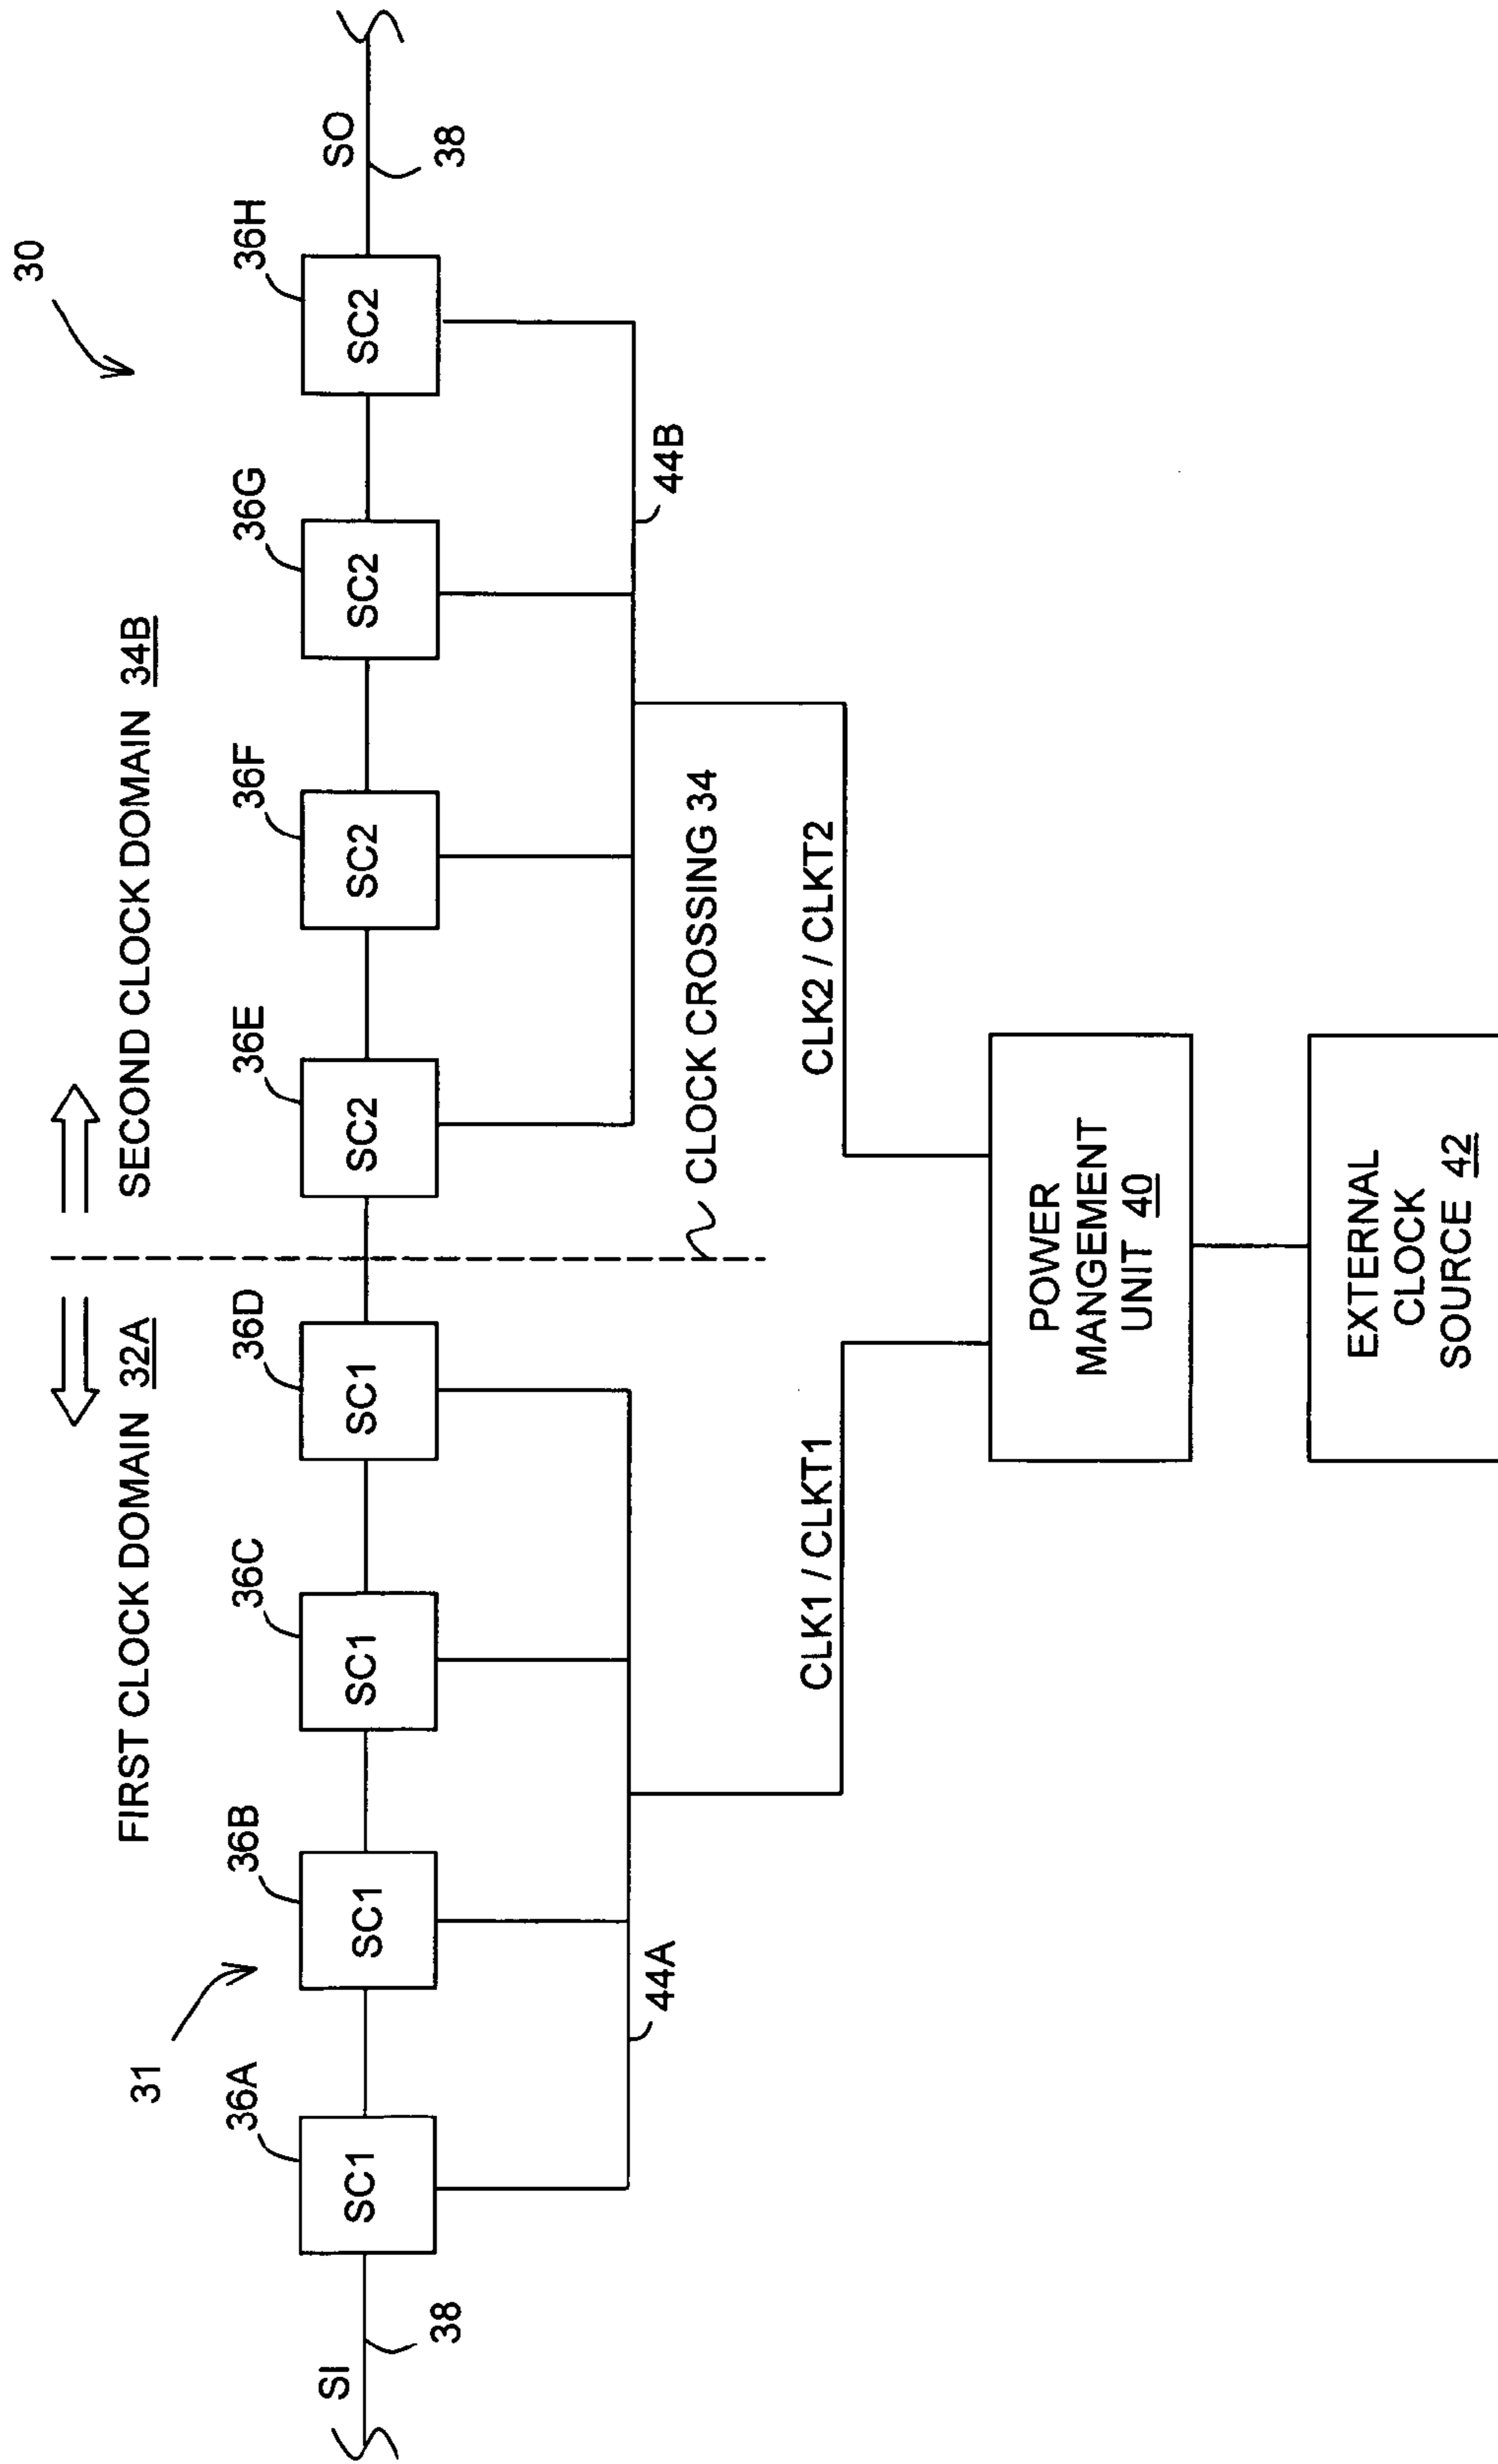 30
FIRST CLOCK DOMAIN 32A
SECOND CLOCK DOMAIN 34B
31
36A
36B
36C
36D
36E
36F
36G
36H
SI
SC1
SC1
SC1
SC1
SC2
SC2
SC2
SC2
SO
38
38
44A
44B
CLOCK CROSSING 34
CLK1 / CLKT1
CLK2 / CLKT2
POWER
MANGEMENT
UNIT 40
EXTERNAL
CLOCK
SOURCE 42